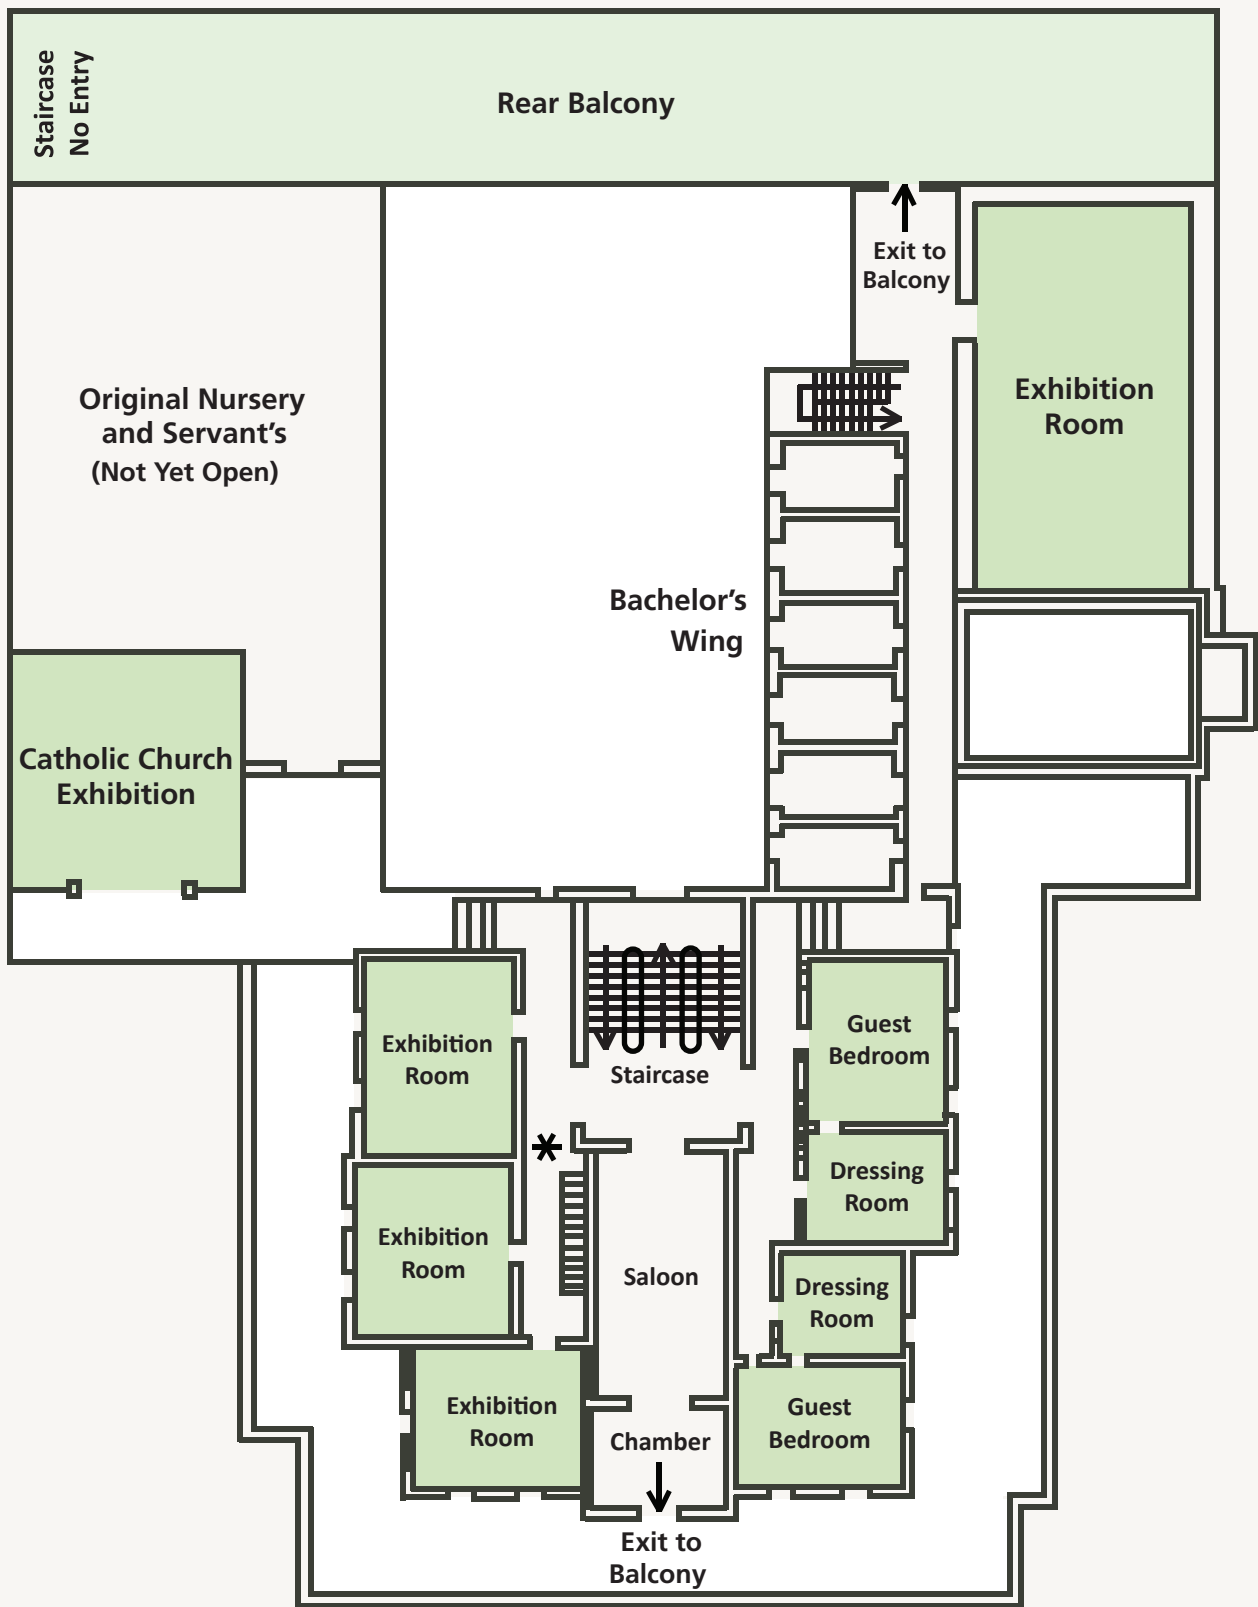 Staircase
No Entry
Rear Balcony
Exit to
Balcony
Exhibition
Room
Original Nursery
and Servant's
(Not Yet Open)
Bachelor's
Wing
Catholic Church
Exhibition
Exhibition
Room
Staircase
Guest
Bedroom
*
Dressing
Room
Exhibition
Room
Saloon
Dressing
Room
Exhibition
Room
Chamber
Guest
Bedroom
Exit to
Balcony